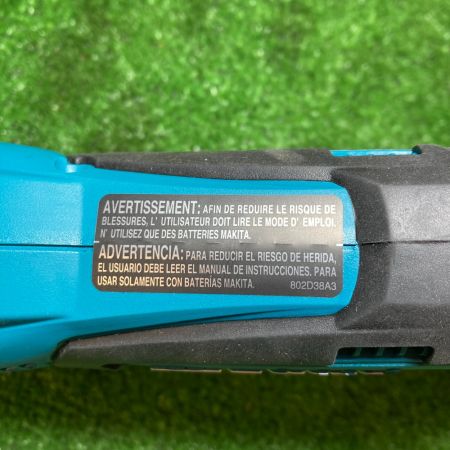 AVERTISSEMENT: AFIN DE REDUIRE LE RISQUE DE
BLESSURES, L' UTILISATEUR DOIT LIRE LE MODE D' EMPLOI.
N' UTILISEZ QUE DES BATTERIES MAKITA.
ADVERTENCIA: PARA REDUCIR EL RIESGO DE HERIDA,
EL USUARIO DEBE LEER EL MANUAL DE INSTRUCCIONES. PARA
USAR SOLAMENTE CON BATERÍAS MAKITA. 802D38A3